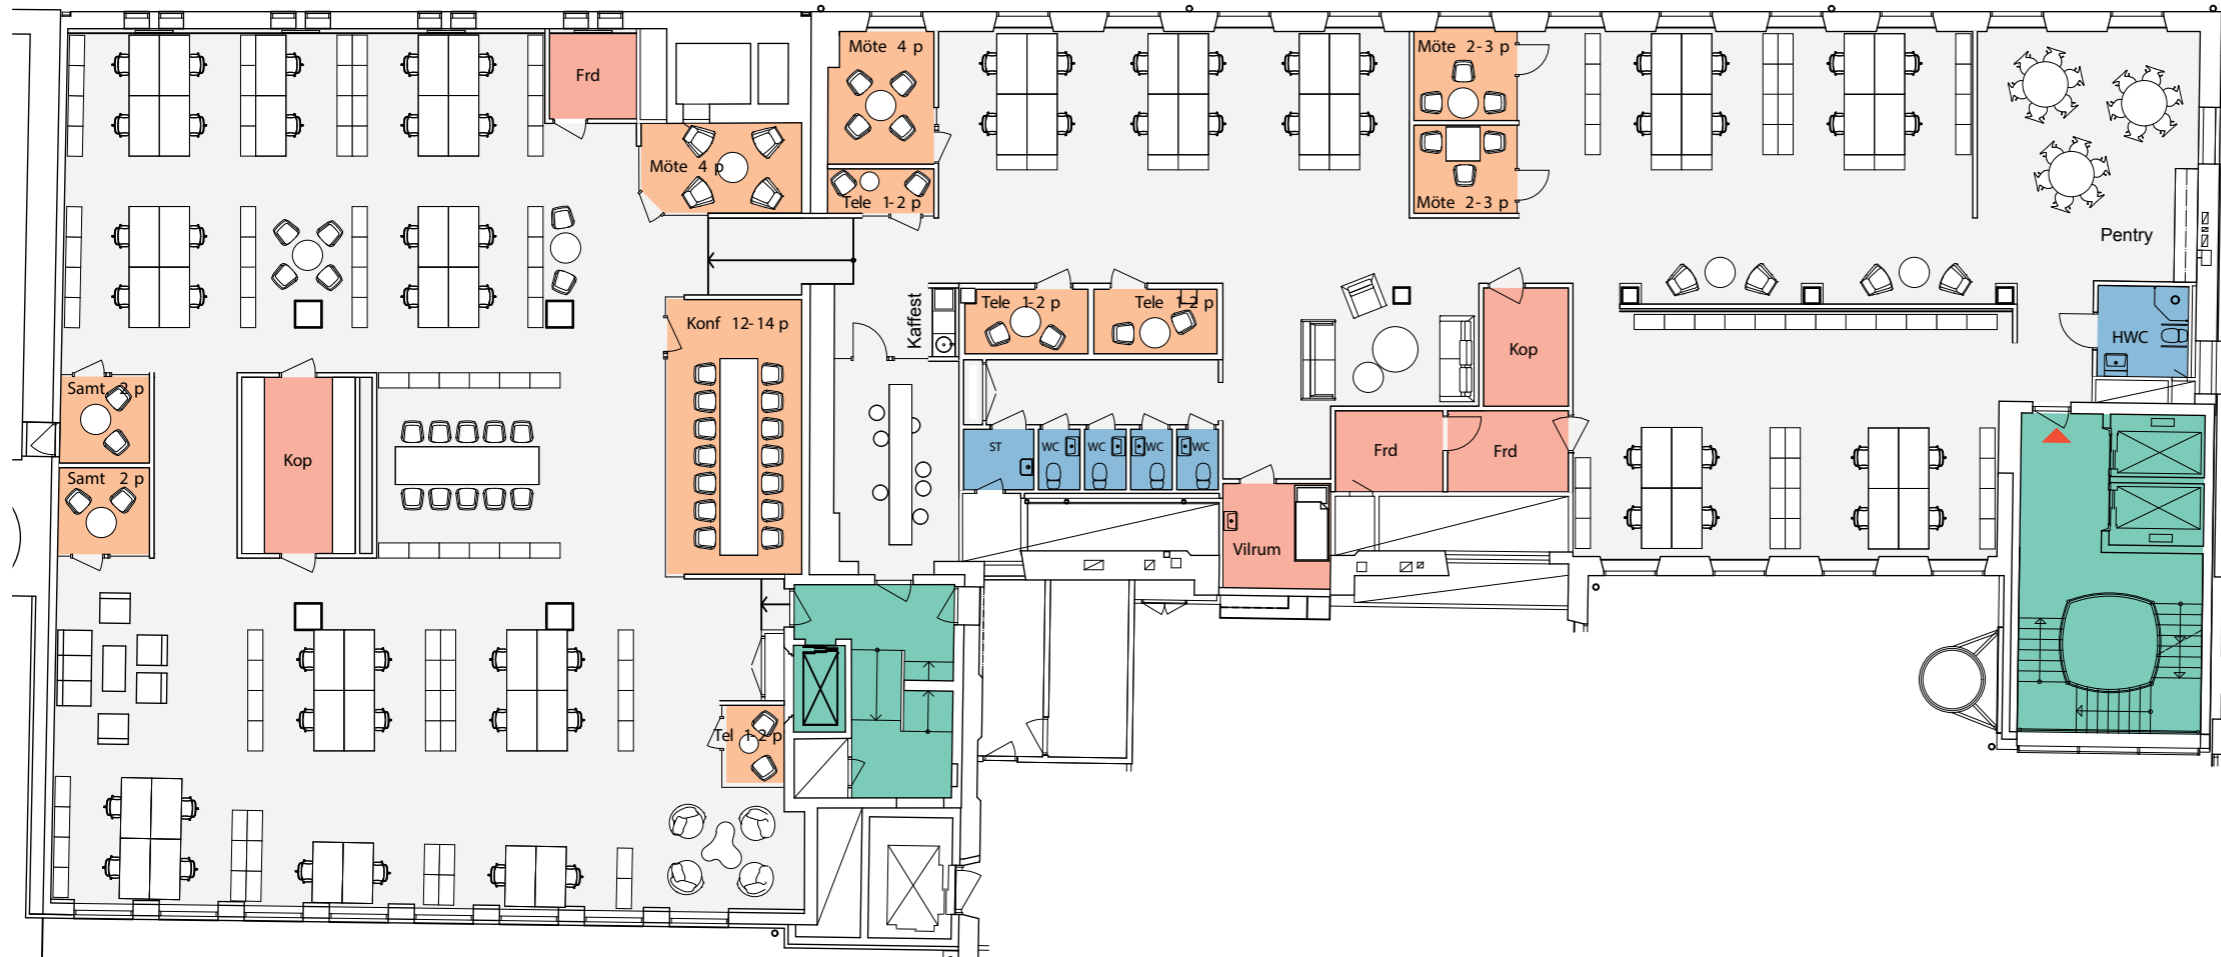 Möte 4 p
Möte 2-3 p
Frd
Möte 4 p
Tele 1-2 p
Möte 2-3 p
Pentry
Kaffest
Tele 1-2 p
Tele 1-2 p
Konf 12-14 p
Kop
HWC
Samt 2 p
Kop
ST
WC
WC
WC
WC
Frd
Frd
Samt 2 p
Vilrum
Tel 1-2 p